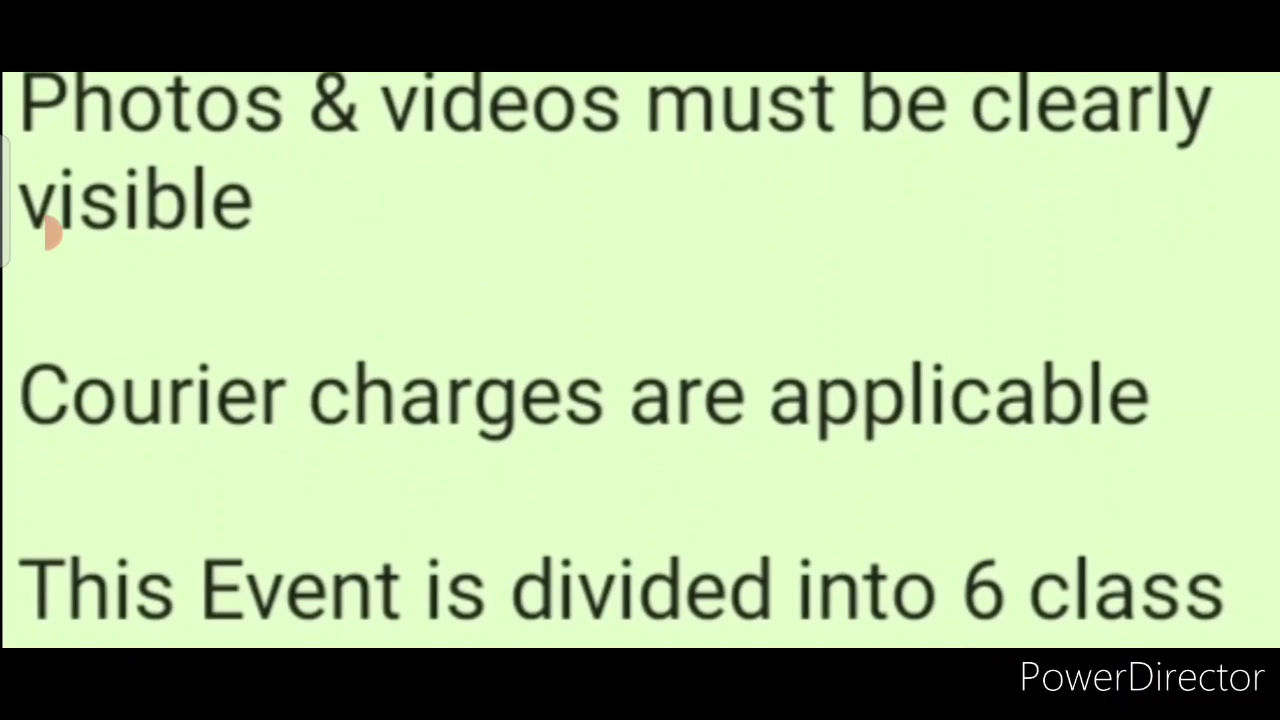 Photos & videos must be clearly
visible
Courier charges are applicable
This Event is divided into 6 class
PowerDirector